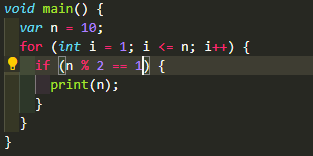 void main() {
  var n = 10;
  for (int i = 1; i <= n; i++) {
    if (n % 2 == 1) {
      print(n);
    }
  }
}